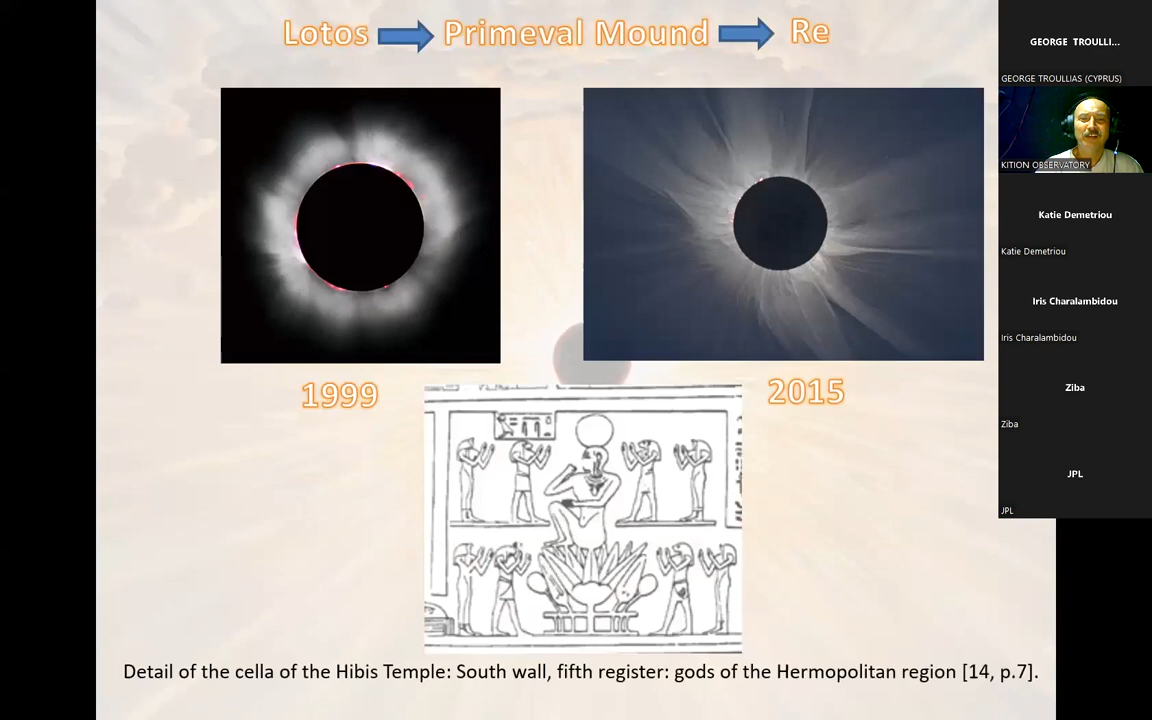 Lotos Primeval Mound Re
1999
2015
Detail of the cella of the Hibis Temple: South wall, fifth register: gods of the Hermopolitan region [14, p.7].
GEORGE TROULLI...
GEORGE TROULLIAS (CYPRUS)
KITION OBSERVATORY
Katie Demetriou
Katie Demetriou
Iris Charalambidou
Iris Charalambidou
Ziba
Ziba
JPL
JPL